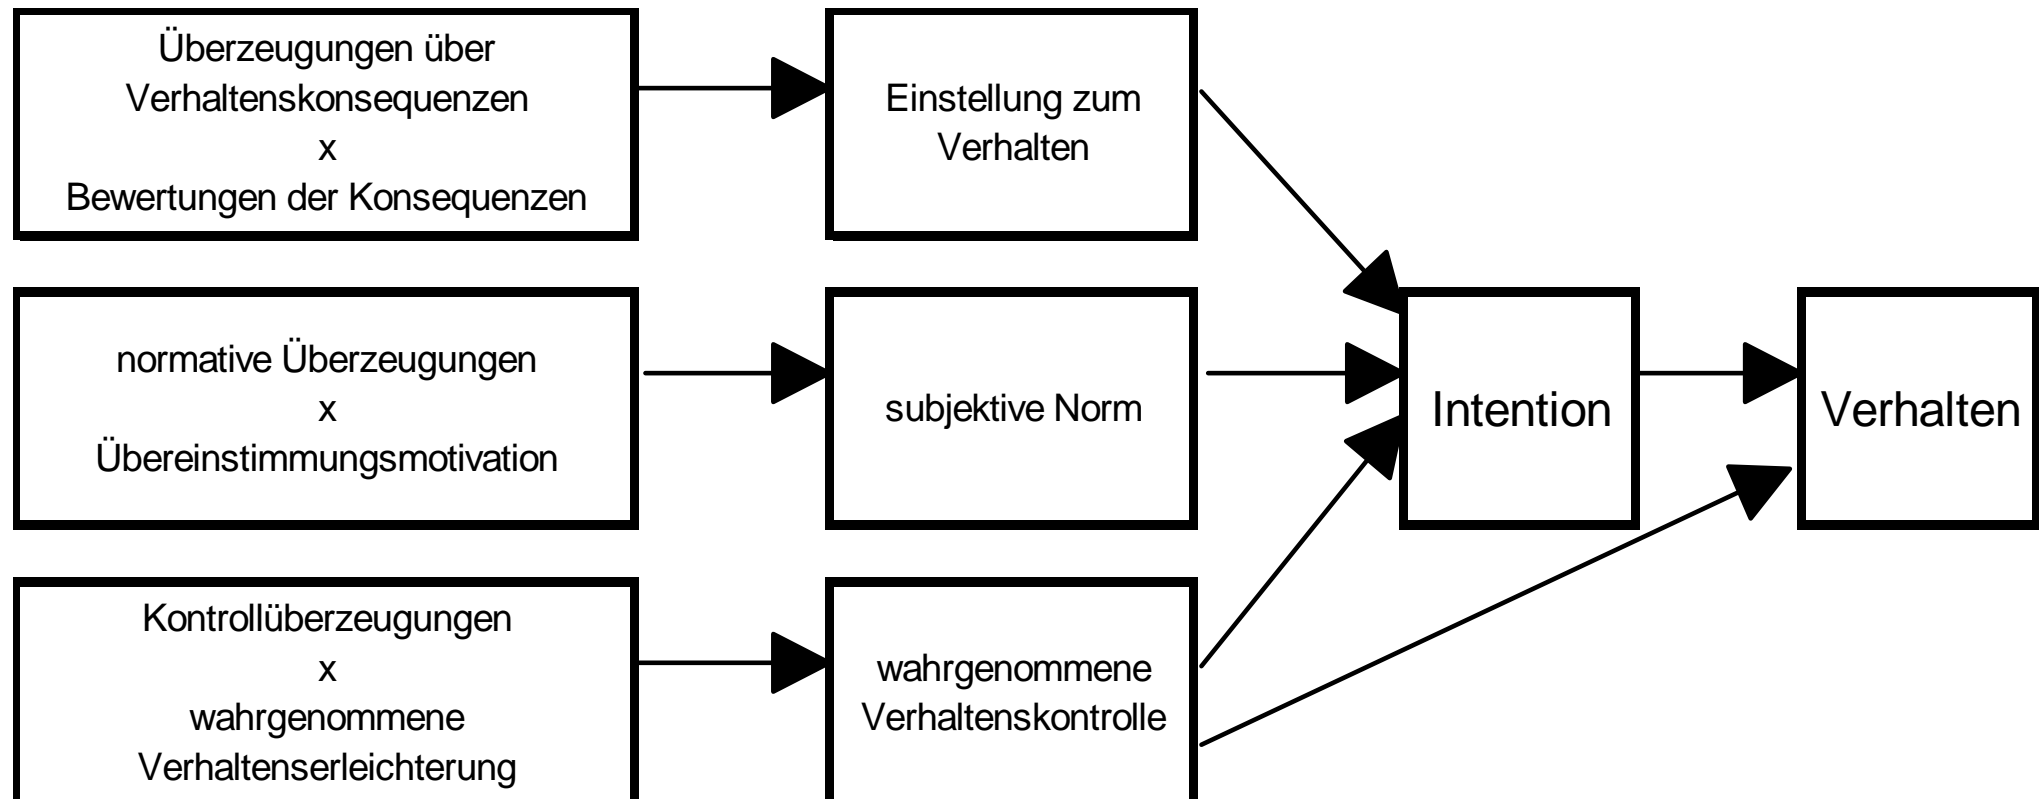 Überzeugungen über
Verhaltenskonsequenzen
x
Bewertungen der Konsequenzen
Einstellung zum
Verhalten
normative Überzeugungen
x
Übereinstimmungsmotivation
subjektive Norm
Intention
Verhalten
Kontrollüberzeugungen
x
wahrgenommene
Verhaltenserleichterung
wahrgenommene
Verhaltenskontrolle